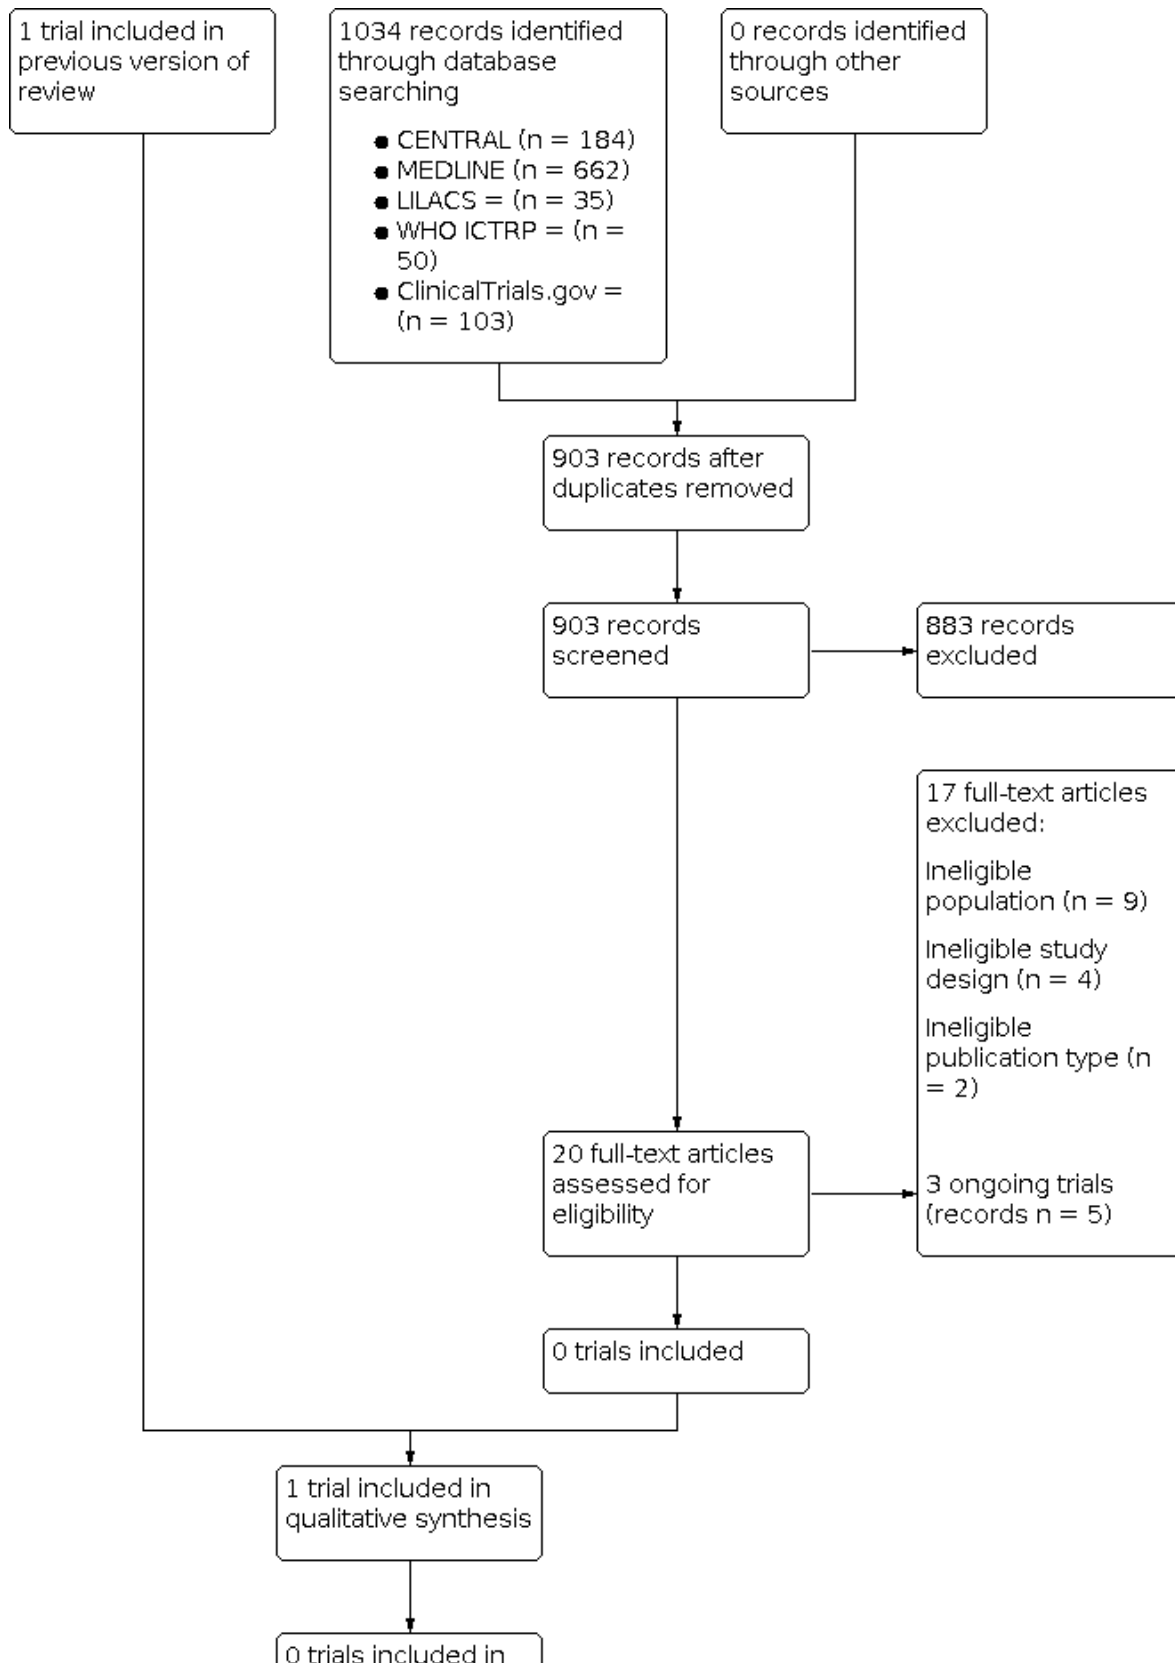 1 trial included in
previous version of
review
1034 records identified
through database
searching
● CENTRAL (n = 184)
● MEDLINE (n = 662)
● LILACS = (n = 35)
● WHO ICTRP = (n =
50)
● ClinicalTrials.gov =
(n = 103)
0 records identified
through other
sources
903 records after
duplicates removed
903 records
screened
883 records
excluded
17 full-text articles
excluded:
Ineligible
population (n = 9)
Ineligible study
design (n = 4)
Ineligible
publication type (n
= 2)
3 ongoing trials
(records n = 5)
20 full-text articles
assessed for
eligibility
0 trials included
1 trial included in
qualitative synthesis
0 trials included in